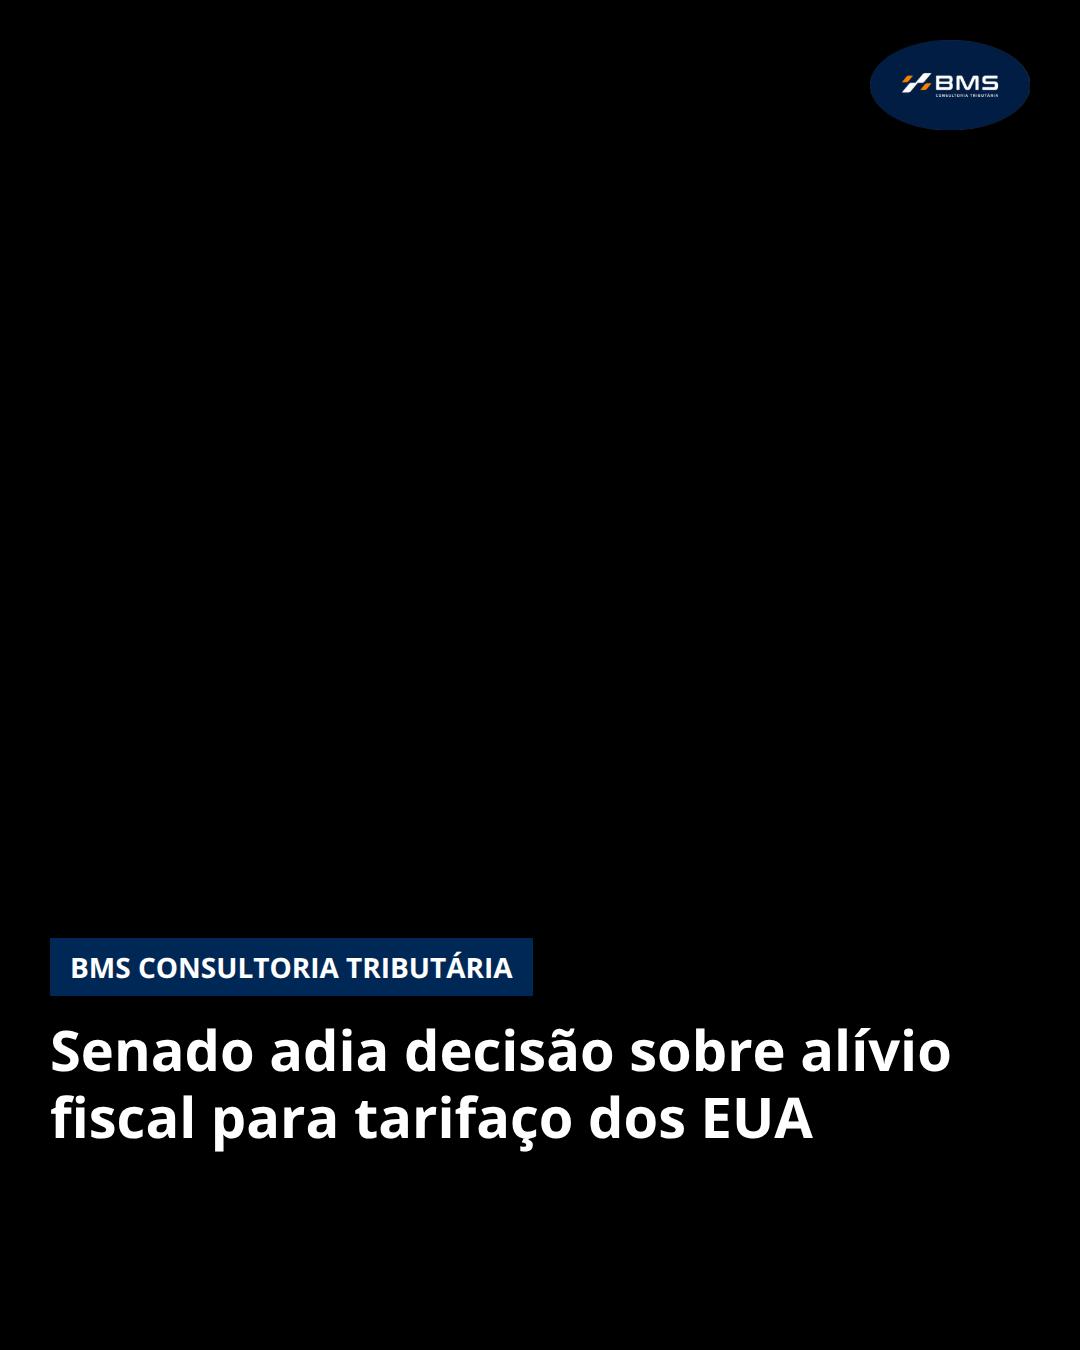 BMS
CONSULTORIA TRIBUTÁRIA
BMS CONSULTORIA TRIBUTÁRIA
Senado adia decisão sobre alívio
fiscal para tarifaço dos EUA